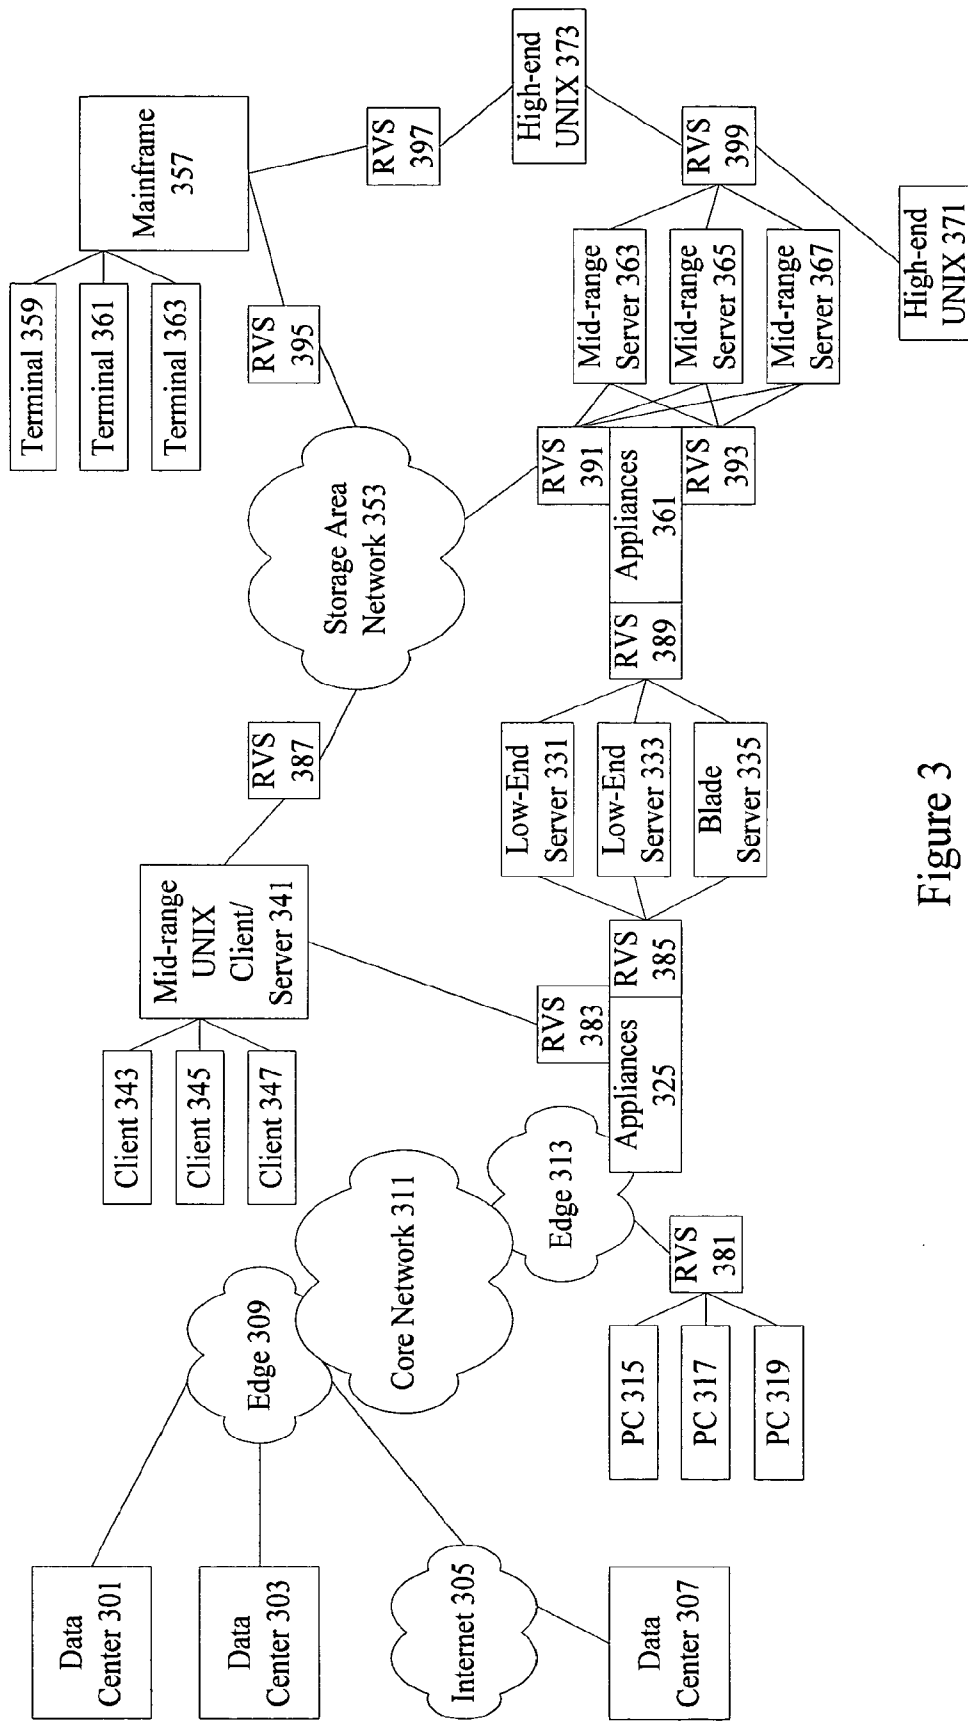 Data
Center 301
Data
Center 303
Internet 305
Data
Center 307
Edge 309
Core Network 311
Edge 313
PC 315
PC 317
PC 319
RVS
381
Client 343
Client 345
Client 347
Mid-range
UNIX
Client/
Server 341
RVS
383
Appliances
325
RVS
385
RVS
387
Low-End
Server 331
Low-End
Server 333
Blade
Server 335
Storage Area
Network 353
RVS
389
Appliances
361
RVS
391
RVS
393
Terminal 359
Terminal 361
Terminal 363
RVS
395
Mainframe
357
RVS
397
Mid-range
Server 363
Mid-range
Server 365
Mid-range
Server 367
High-end
UNIX 373
RVS
399
High-end
UNIX 371
Figure 3